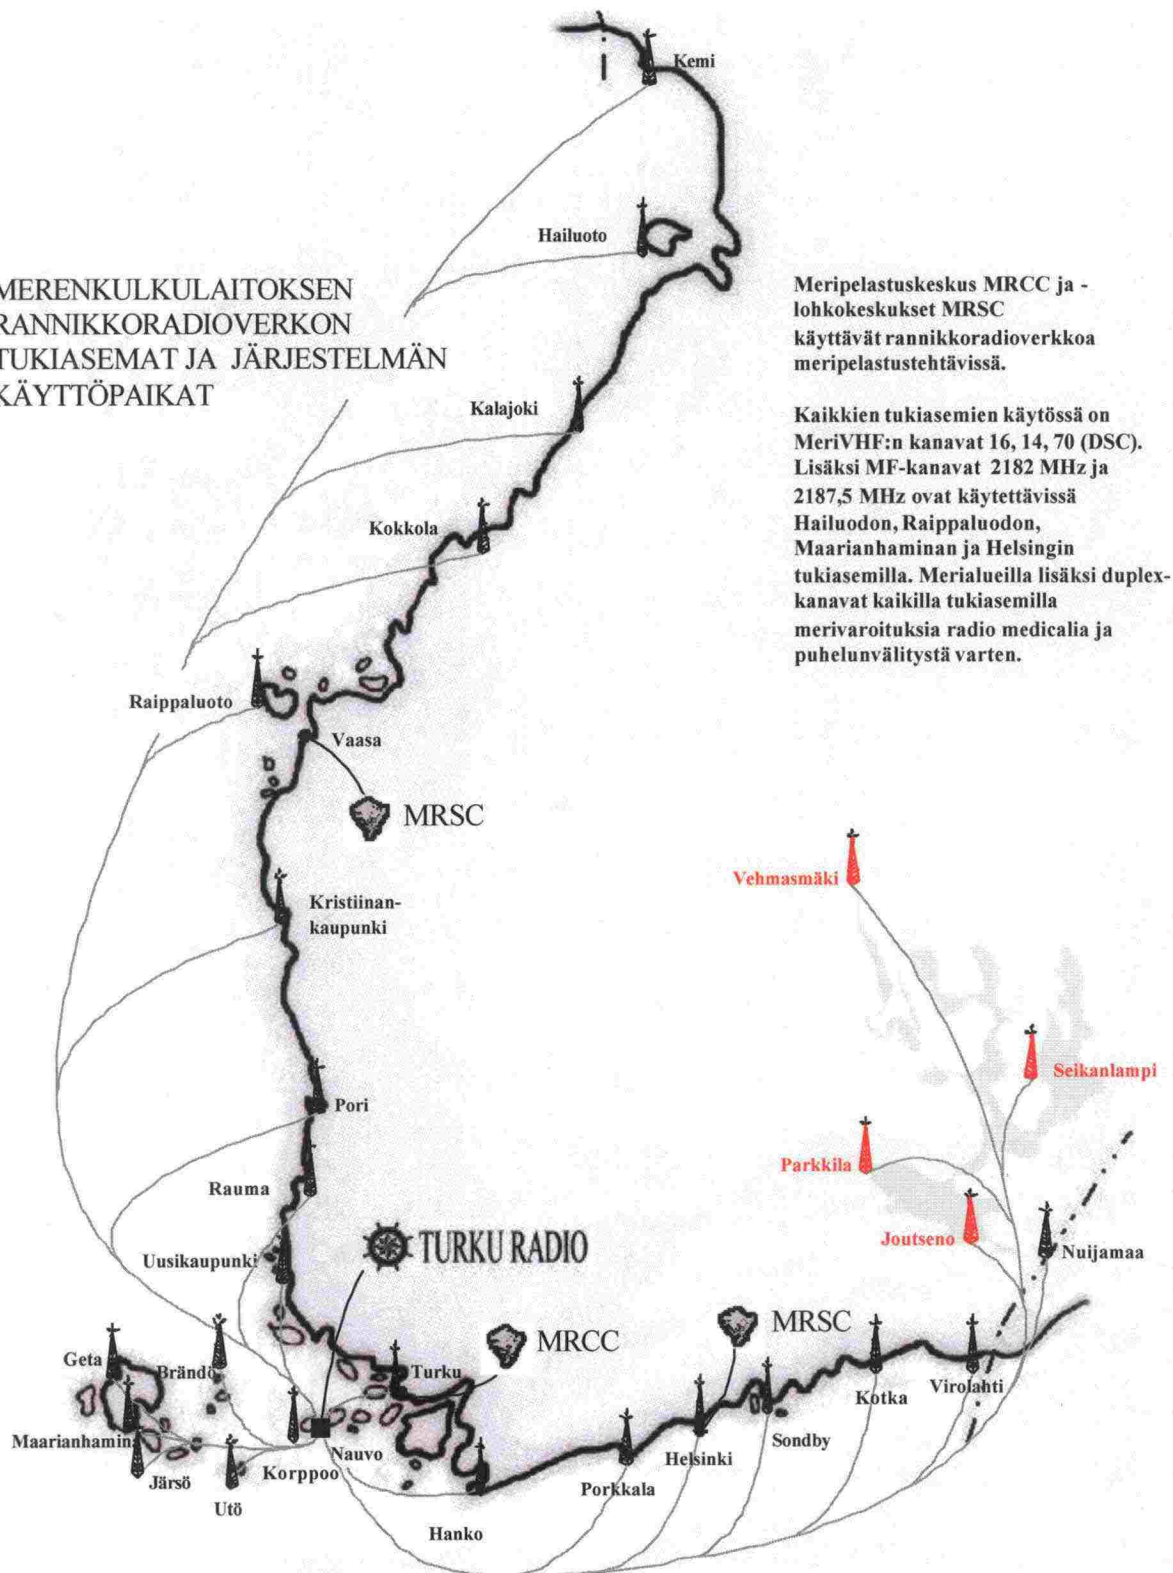 Kemi
Hailuoto
MERENKULKULAITOKSEN
RANNIKKORADIOVERKON
TUKIASEMAT JA JÄRJESTELMÄN
KÄYTTÖPAIKAT
Meripelastuskeskus MRCC ja -
lohkokeskukset MRSC
käyttävät rannikkoradioverkkoa
meripelastustehtävissä.
Kaikkien tukiasemien käytössä on
MeriVHF:n kanavat 16, 14, 70 (DSC).
Lisäksi MF-kanavat 2182 MHz ja
2187,5 MHz ovat käytettävissä
Hailuodon, Raippaluodon,
Maarianhaminan ja Helsingin
tukiasemilla. Merialueilla lisäksi duplex-
kanavat kaikilla tukiasemilla
merivaroituksia radio medicalia ja
puhelunvälitystä varten.
Kalajoki
Kokkola
Raippaluoto
Vaasa
MRSC
Vehmasmäki
Kristiinan-
kaupunki
Seikanlampi
Pori
Parkkila
Rauma
Joutseno
Nuijamaa
TURKU RADIO
Uusikaupunki
MRCC
MRSC
Geta
Brändö
Turku
Kotka
Virolahti
Maarianhamina
Järsö
Utö
Korppoo
Nauvo
Hanko
Porkkala
Helsinki
Sondby